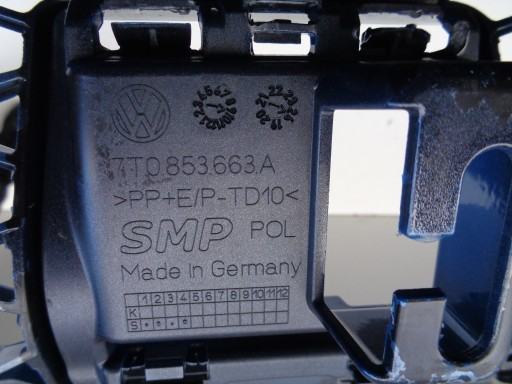 7T0.853.663.A
>PP+E/P-TD10<
SMP POL
Made In Germany
1 2 3 4 5 6 7 8 9 10 11 12
K
S